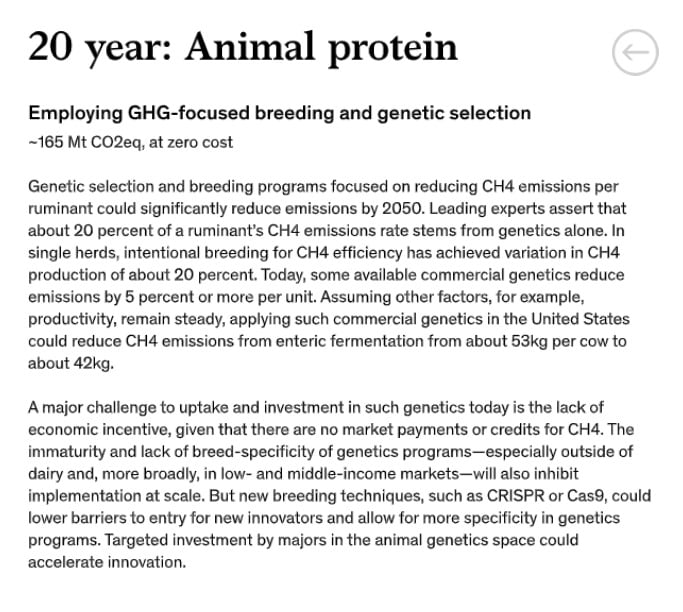 20 year: Animal protein
Employing GHG-focused breeding and genetic selection
~165 Mt CO2eq, at zero cost
Genetic selection and breeding programs focused on reducing CH4 emissions per
ruminant could significantly reduce emissions by 2050. Leading experts assert that
about 20 percent of a ruminant's CH4 emissions rate stems from genetics alone. In
single herds, intentional breeding for CH4 efficiency has achieved variation in CH4
production of about 20 percent. Today, some available commercial genetics reduce
emissions by 5 percent or more per unit. Assuming other factors, for example,
productivity, remain steady, applying such commercial genetics in the United States
could reduce CH4 emissions from enteric fermentation from about 53kg per cow to
about 42kg.
A major challenge to uptake and investment in such genetics today is the lack of
economic incentive, given that there are no market payments or credits for CH4. The
immaturity and lack of breed-specificity of genetics programs—especially outside of
dairy and, more broadly, in low- and middle-income markets—will also inhibit
implementation at scale. But new breeding techniques, such as CRISPR or Cas9, could
lower barriers to entry for new innovators and allow for more specificity in genetics
programs. Targeted investment by majors in the animal genetics space could
accelerate innovation.